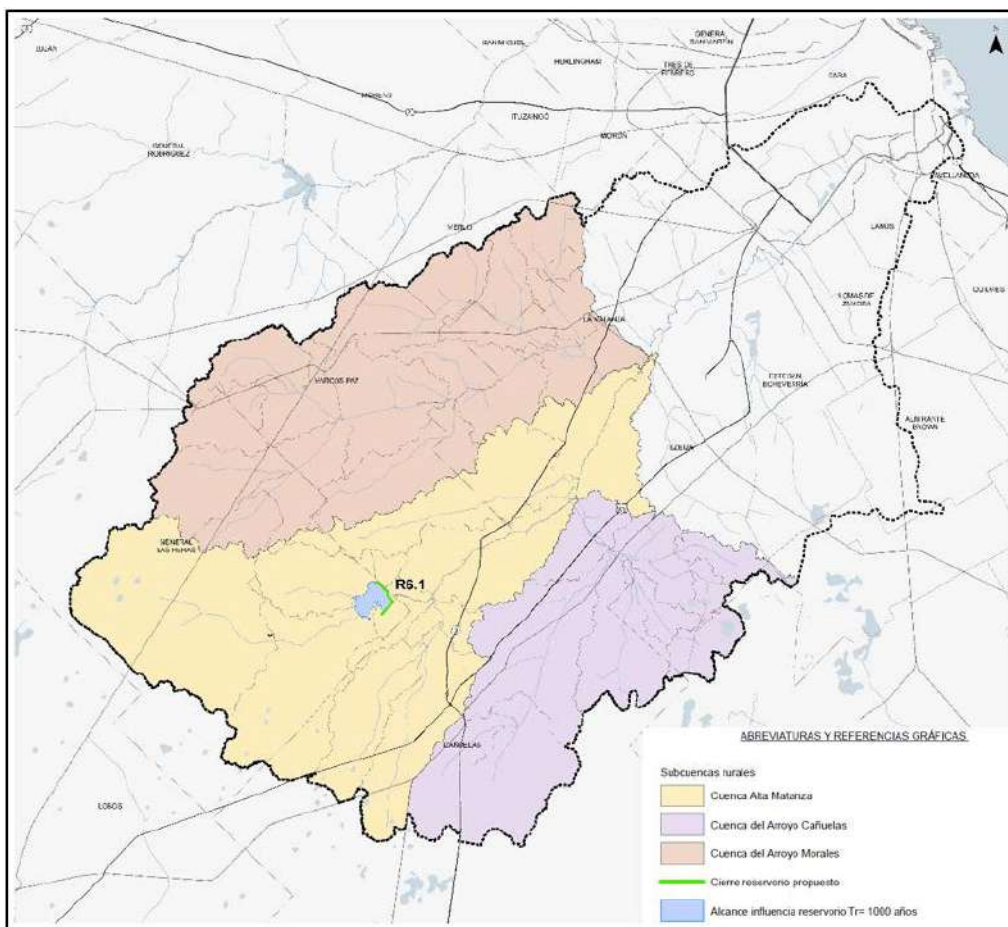 LUJÁN
GENERAL
SAN MARTÍN
HURLINGHAM
TRES DE
FEBRERO
CABA
MORENO
ITUZAINGÓ
MORÓN
GENERAL
RODRÍGUEZ
AVELLANEDA
MERLO
LANÚS
LOMAS DE
ZAMORA
QUILMES
LA MATANZA
MARCOS PAZ
ESTEBAN
ECHEVERRÍA
ALMIRANTE
BROWN
EZEIZA
GENERAL
LAS HERAS
R6.1
CAÑUELAS
LOBOS
ABREVIATURAS Y REFERENCIAS GRÁFICAS
Subcuencas rurales
Cuenca Alta Matanza
Cuenca del Arroyo Cañuelas
Cuenca del Arroyo Morales
Cierre reservorio propuesto
Alcance influencia reservorio Tr= 1000 años